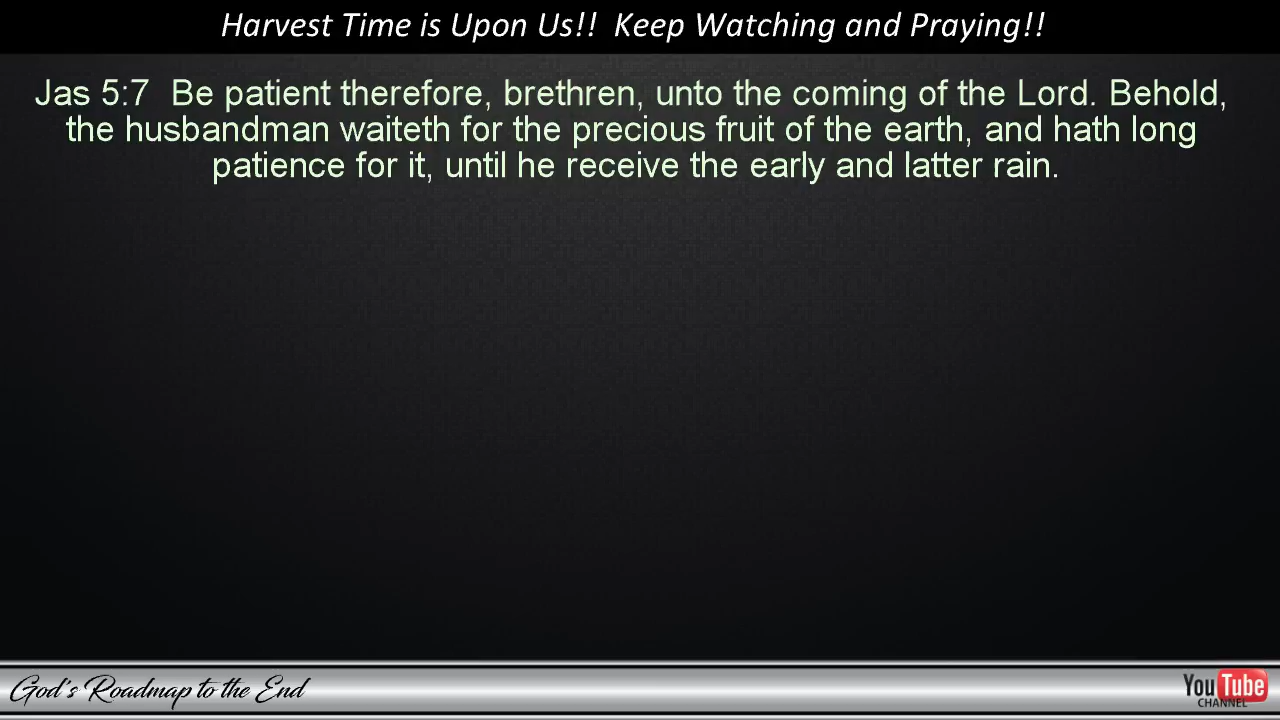 Harvest Time is Upon Us!!  Keep Watching and Praying!!
Jas 5:7  Be patient therefore, brethren, unto the coming of the Lord. Behold,
the husbandman waiteth for the precious fruit of the earth, and hath long
patience for it, until he receive the early and latter rain.
God's Roadmap to the End
YouTube
CHANNEL